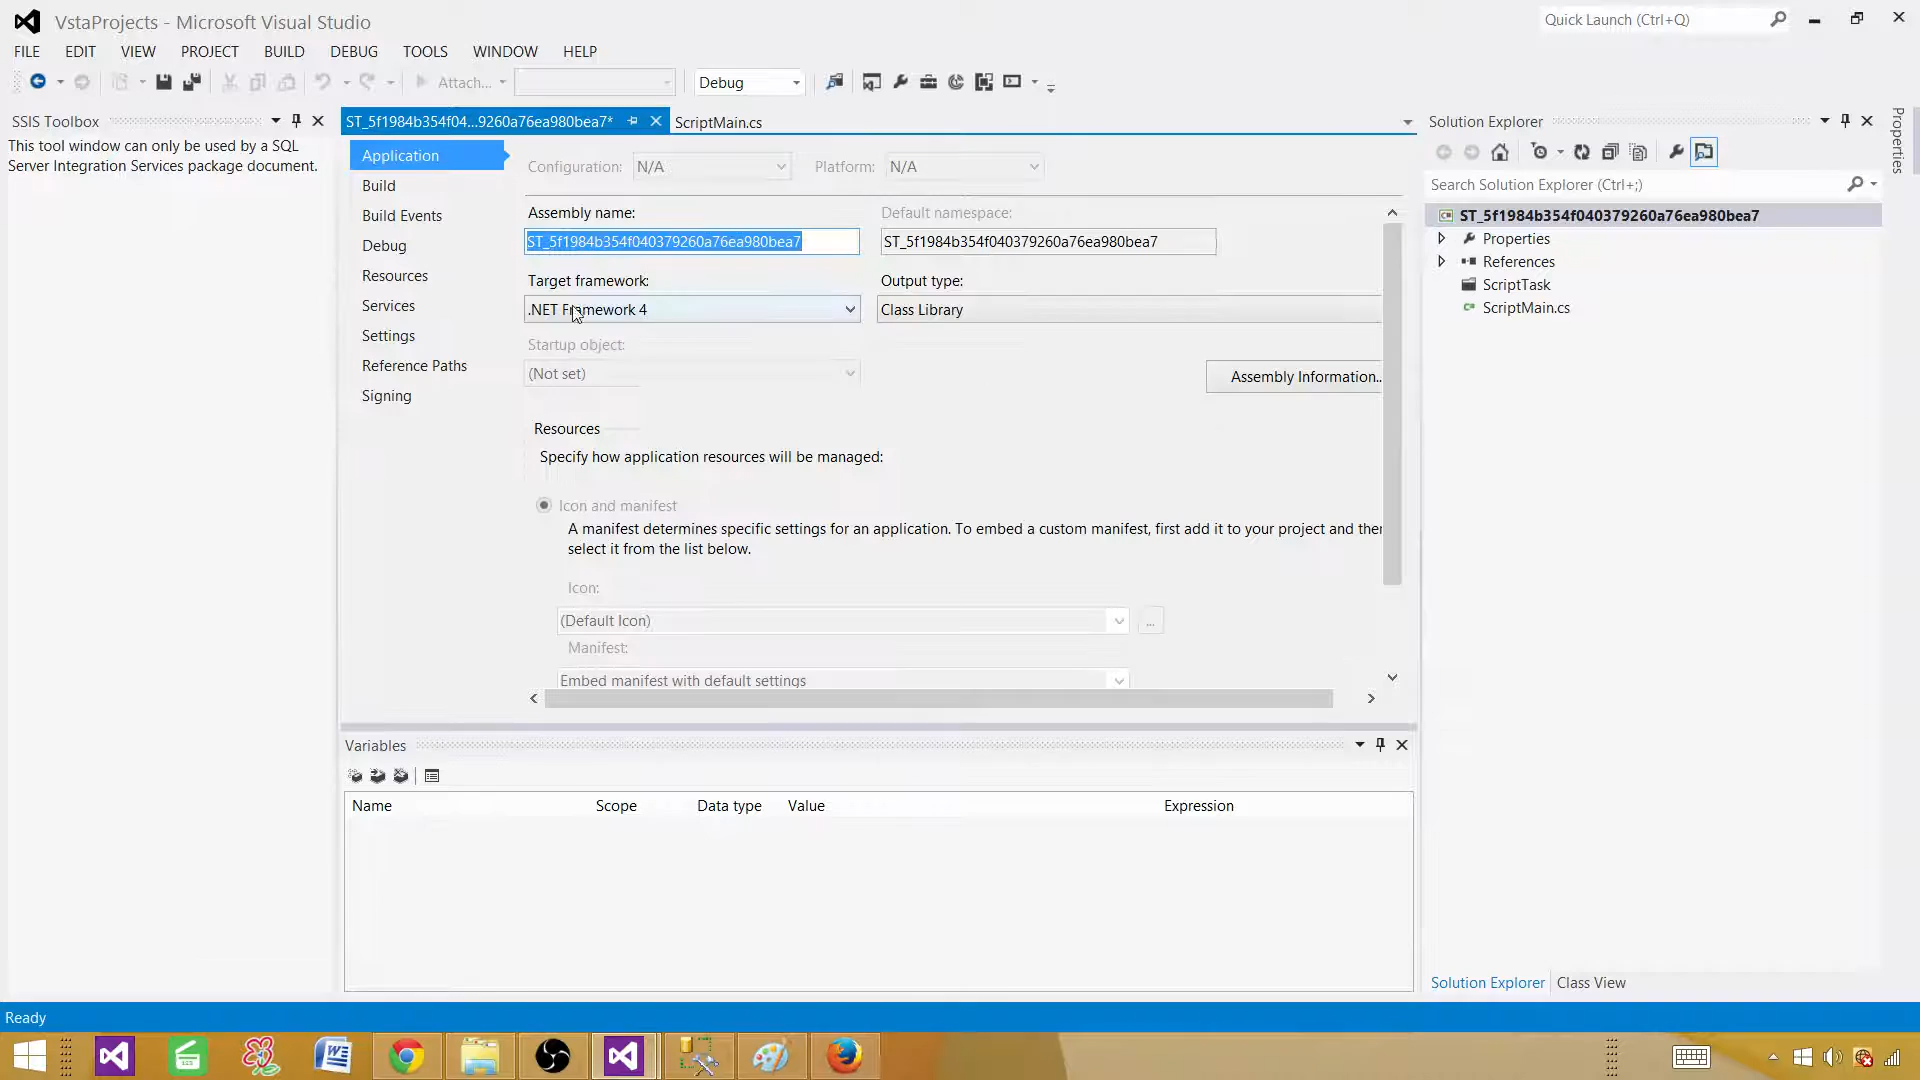 VstaProjects - Microsoft Visual Studio
Quick Launch (Ctrl+Q)
FILE EDIT VIEW PROJECT BUILD DEBUG TOOLS WINDOW HELP
Attach... Debug
SSIS Toolbox
This tool window can only be used by a SQL
Server Integration Services package document.
ST_5f1984b354f04...9260a76ea980bea7* ScriptMain.cs
Application
Build
Build Events
Debug
Resources
Services
Settings
Reference Paths
Signing
Configuration: N/A Platform: N/A
Assembly name: Default namespace:
ST_5f1984b354f040379260a76ea980bea7 ST_5f1984b354f040379260a76ea980bea7
Target framework: Output type:
.NET Framework 4 Class Library
Startup object:
(Not set)
Assembly Information..
Resources
Specify how application resources will be managed:
Icon and manifest
A manifest determines specific settings for an application. To embed a custom manifest, first add it to your project and then
select it from the list below.
Icon:
(Default Icon) ...
Manifest:
Embed manifest with default settings
Variables
Name Scope Data type Value Expression
Solution Explorer
Search Solution Explorer (Ctrl+;)
ST_5f1984b354f040379260a76ea980bea7
Properties
References
ScriptTask
ScriptMain.cs
Solution Explorer Class View
Properties
Ready